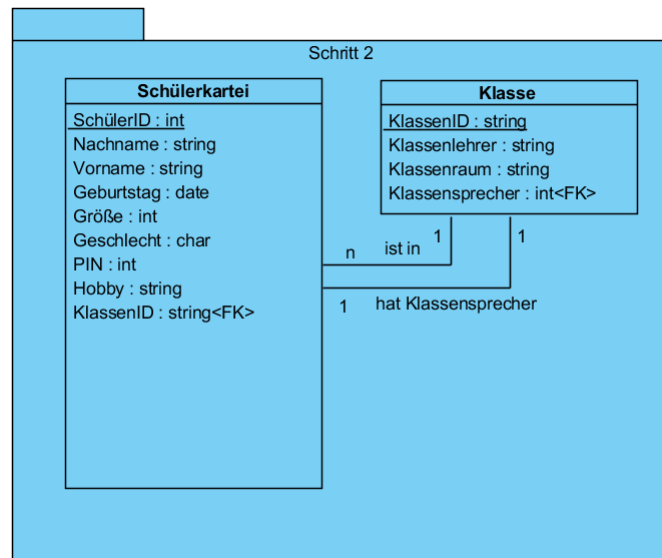 Schritt 2
Schülerkartei
SchülerID : int
Nachname : string
Vorname : string
Geburtstag : date
Größe : int
Geschlecht : char
PIN : int
Hobby : string
KlassenID : string<FK>
Klasse
KlassenID : string
Klassenlehrer : string
Klassenraum : string
Klassensprecher : int<FK>
n ist in 1
1 hat Klassensprecher 1